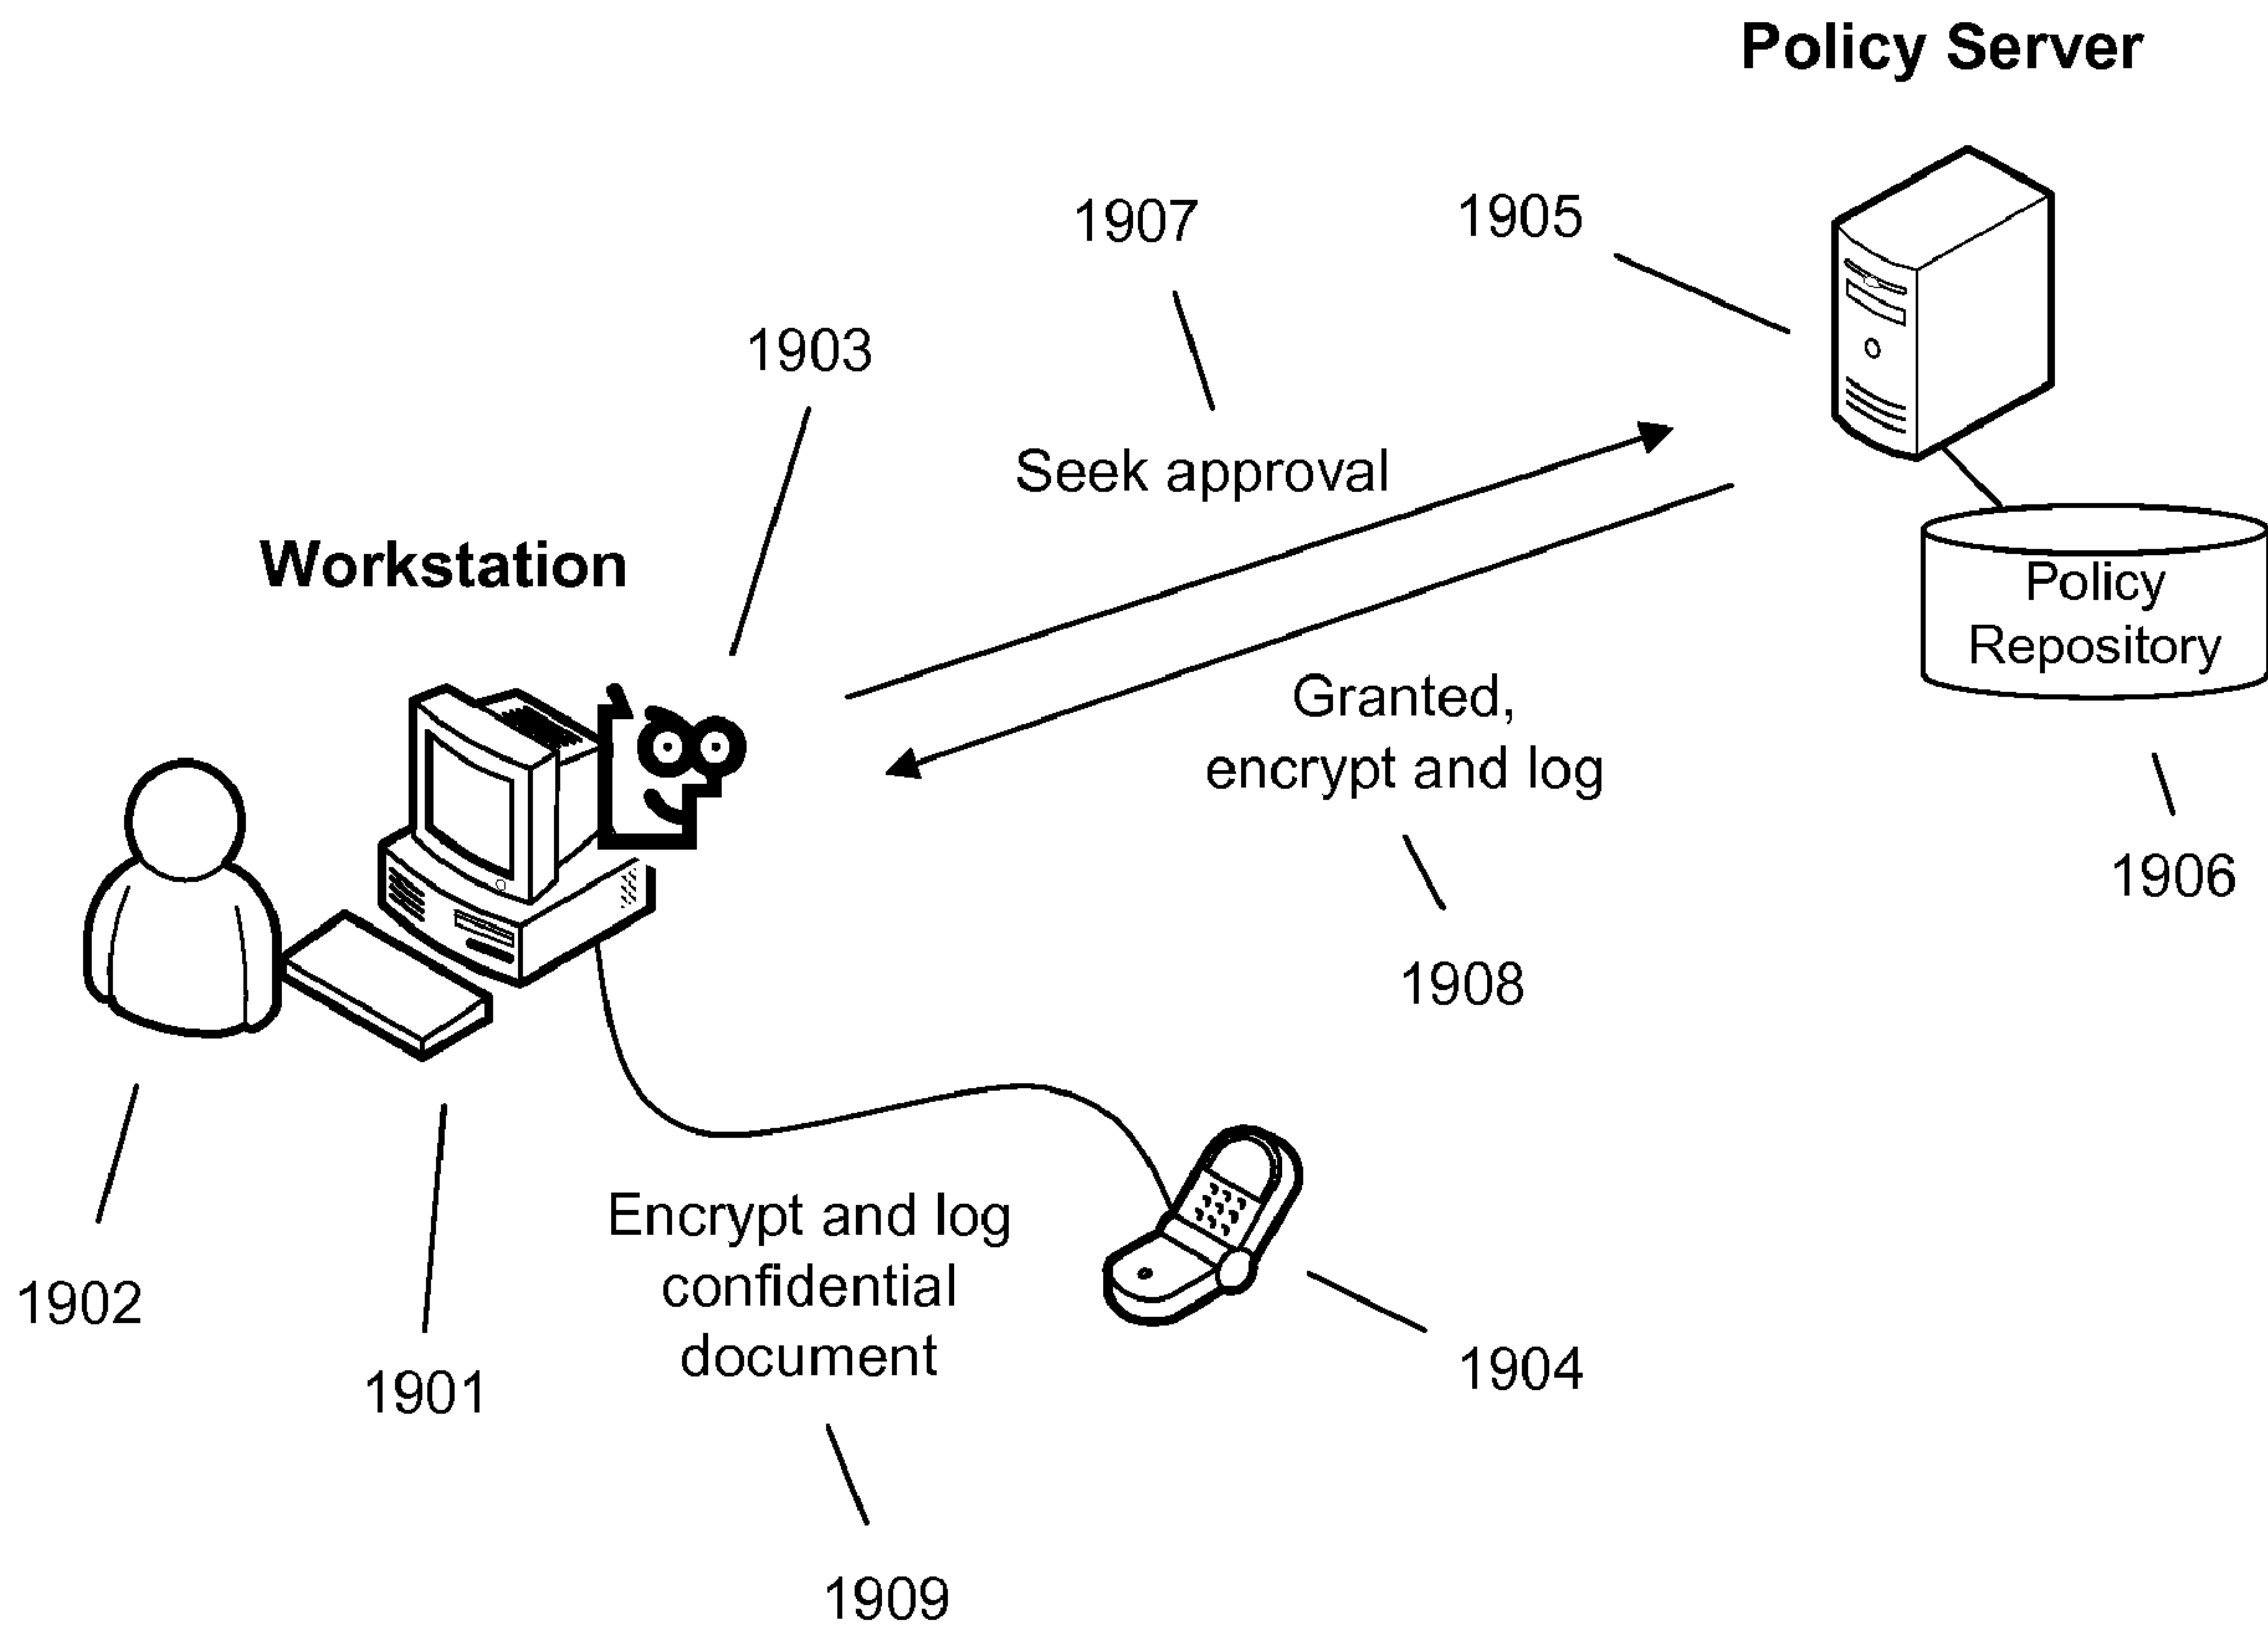 Policy Server
1907
1905
1903
Seek approval
Workstation
Policy
Repository
Granted,
encrypt and log
1906
1908
Encrypt and log
confidential
document
1902
1901
1904
1909